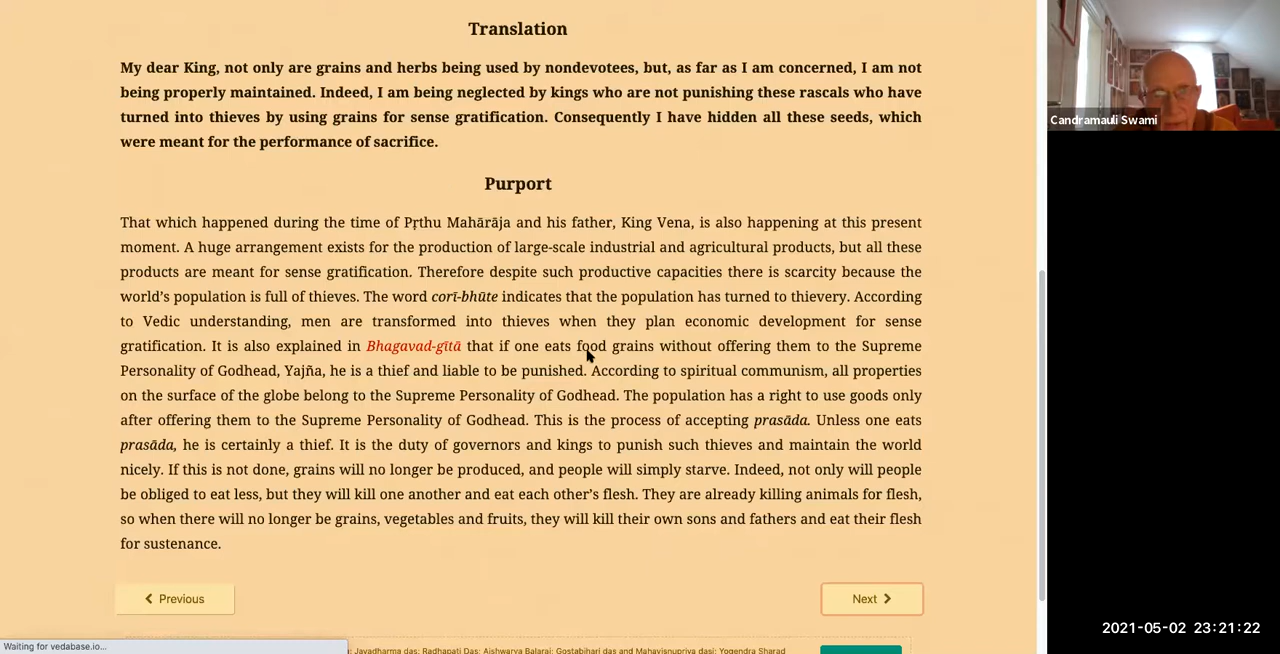 Translation
My dear King, not only are grains and herbs being used by nondevotees, but, as far as I am concerned, I am not
being properly maintained. Indeed, I am being neglected by kings who are not punishing these rascals who have
turned into thieves by using grains for sense gratification. Consequently I have hidden all these seeds, which
were meant for the performance of sacrifice.
Purport
That which happened during the time of Pṛthu Mahārāja and his father, King Vena, is also happening at this present
moment. A huge arrangement exists for the production of large-scale industrial and agricultural products, but all these
products are meant for sense gratification. Therefore despite such productive capacities there is scarcity because the
world’s population is full of thieves. The word corī-bhūte indicates that the population has turned to thievery. According
to Vedic understanding, men are transformed into thieves when they plan economic development for sense
gratification. It is also explained in Bhagavad-gītā that if one eats food grains without offering them to the Supreme
Personality of Godhead, Yajña, he is a thief and liable to be punished. According to spiritual communism, all properties
on the surface of the globe belong to the Supreme Personality of Godhead. The population has a right to use goods only
after offering them to the Supreme Personality of Godhead. This is the process of accepting prasāda. Unless one eats
prasāda, he is certainly a thief. It is the duty of governors and kings to punish such thieves and maintain the world
nicely. If this is not done, grains will no longer be produced, and people will simply starve. Indeed, not only will people
be obliged to eat less, but they will kill one another and eat each other’s flesh. They are already killing animals for flesh,
so when there will no longer be grains, vegetables and fruits, they will kill their own sons and fathers and eat their flesh
for sustenance.
Previous
Next
Waiting for vedabase.io...
Jayadharma das; Radhapati Das; Aishwarya Balaraj; Gostabihari das and Mahavisnupriya dasi; Yogendra Sharad
Candramauli Swami
2021-05-02 23:21:22